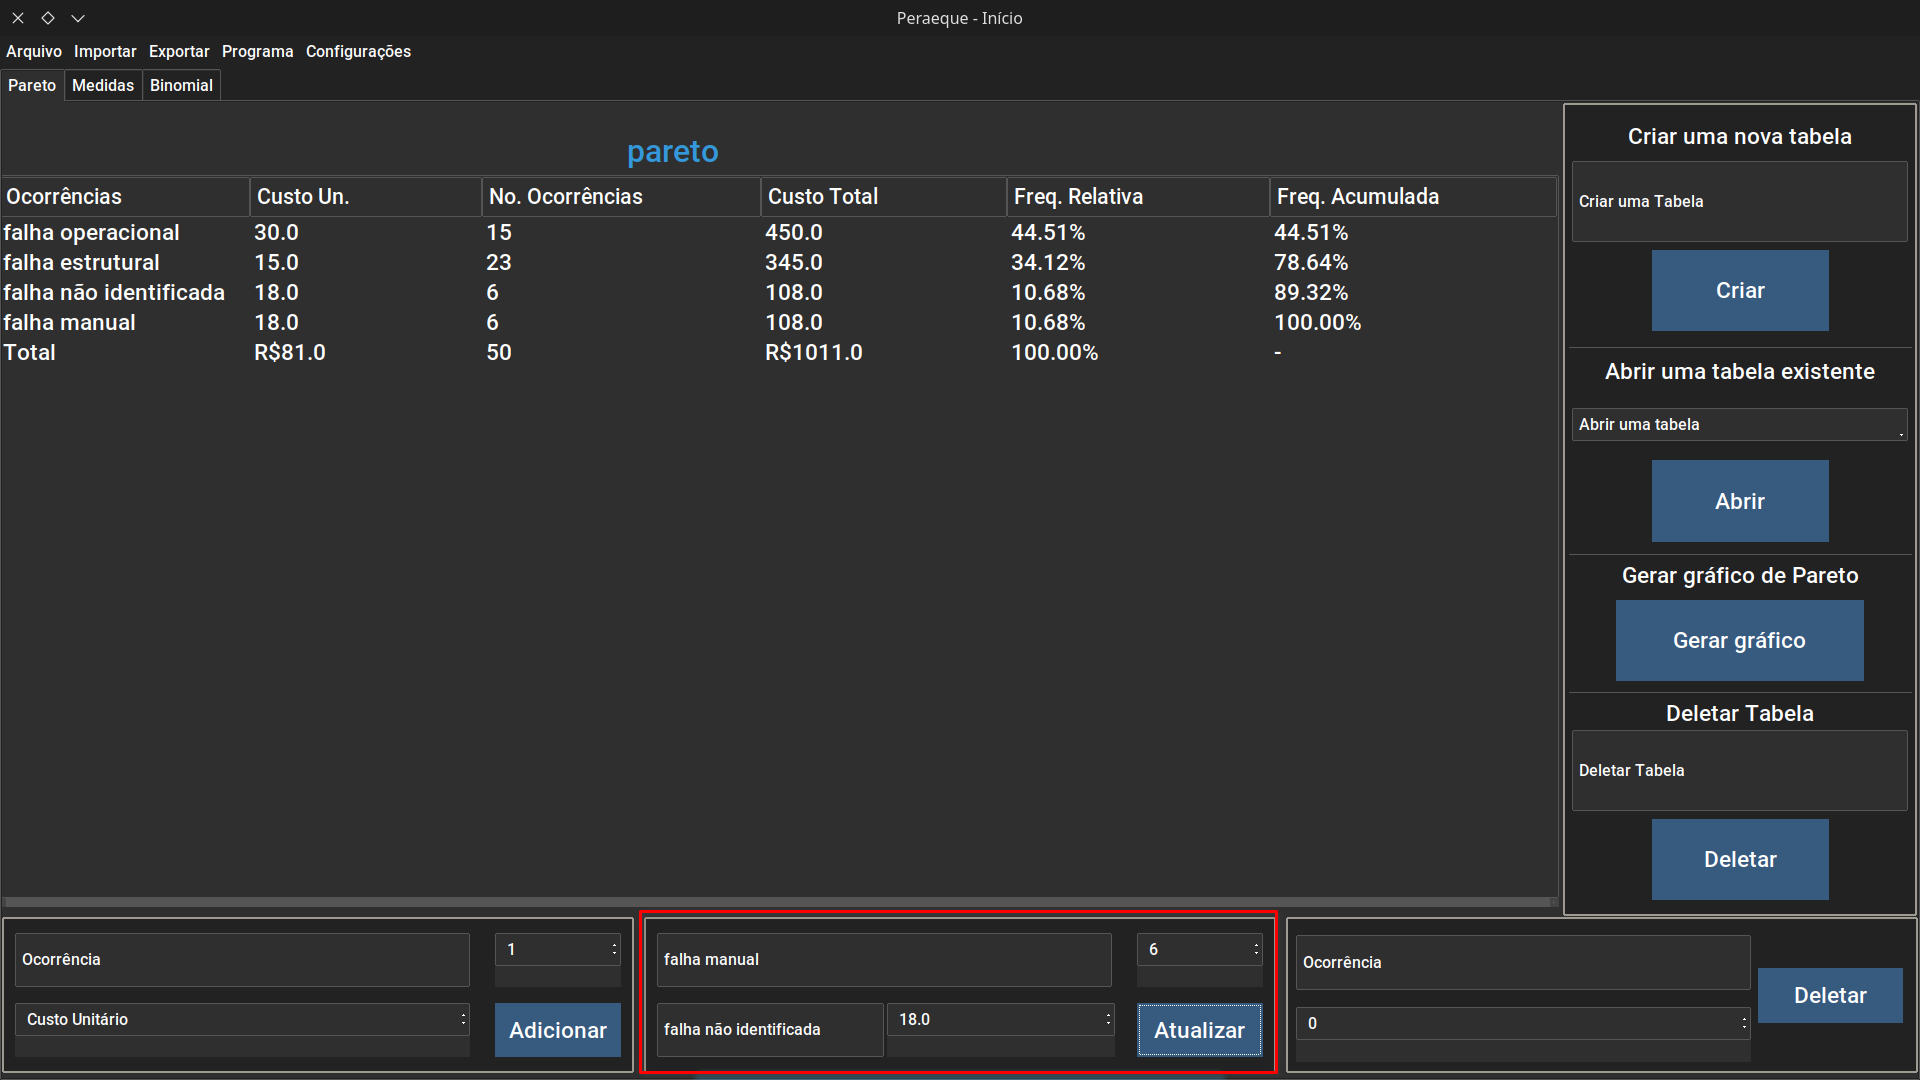 Peraeque - Início
Arquivo Importar Exportar Programa Configurações
Pareto Medidas Binomial
pareto
Ocorrências Custo Un. No. Ocorrências Custo Total Freq. Relativa Freq. Acumulada
falha operacional 30.0 15 450.0 44.51% 44.51%
falha estrutural 15.0 23 345.0 34.12% 78.64%
falha não identificada 18.0 6 108.0 10.68% 89.32%
falha manual 18.0 6 108.0 10.68% 100.00%
Total R$81.0 50 R$1011.0 100.00% -
Criar uma nova tabela
Criar uma Tabela
Criar
Abrir uma tabela existente
Abrir uma tabela
Abrir
Gerar gráfico de Pareto
Gerar gráfico
Deletar Tabela
Deletar Tabela
Deletar
Ocorrência 1
Custo Unitário Adicionar
falha manual 6
falha não identificada 18.0 Atualizar
Ocorrência
0
Deletar